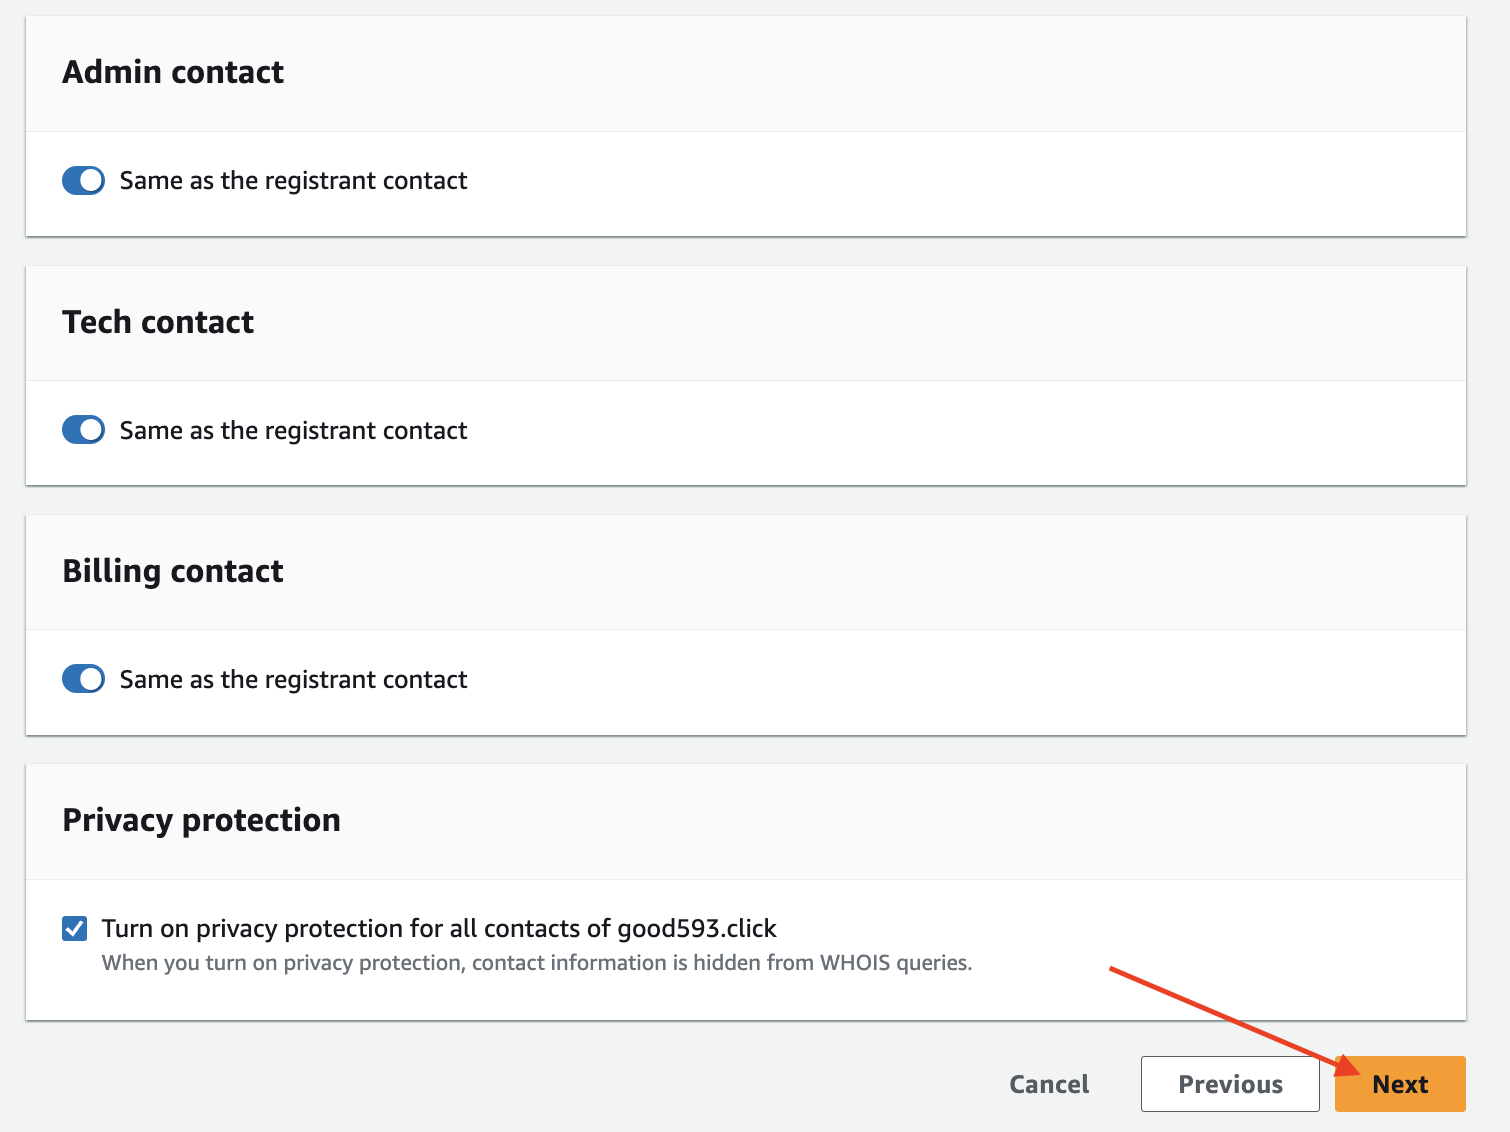 Admin contact
Same as the registrant contact
Tech contact
Same as the registrant contact
Billing contact
Same as the registrant contact
Privacy protection
Turn on privacy protection for all contacts of good593.click
When you turn on privacy protection, contact information is hidden from WHOIS queries.
Cancel Previous Next